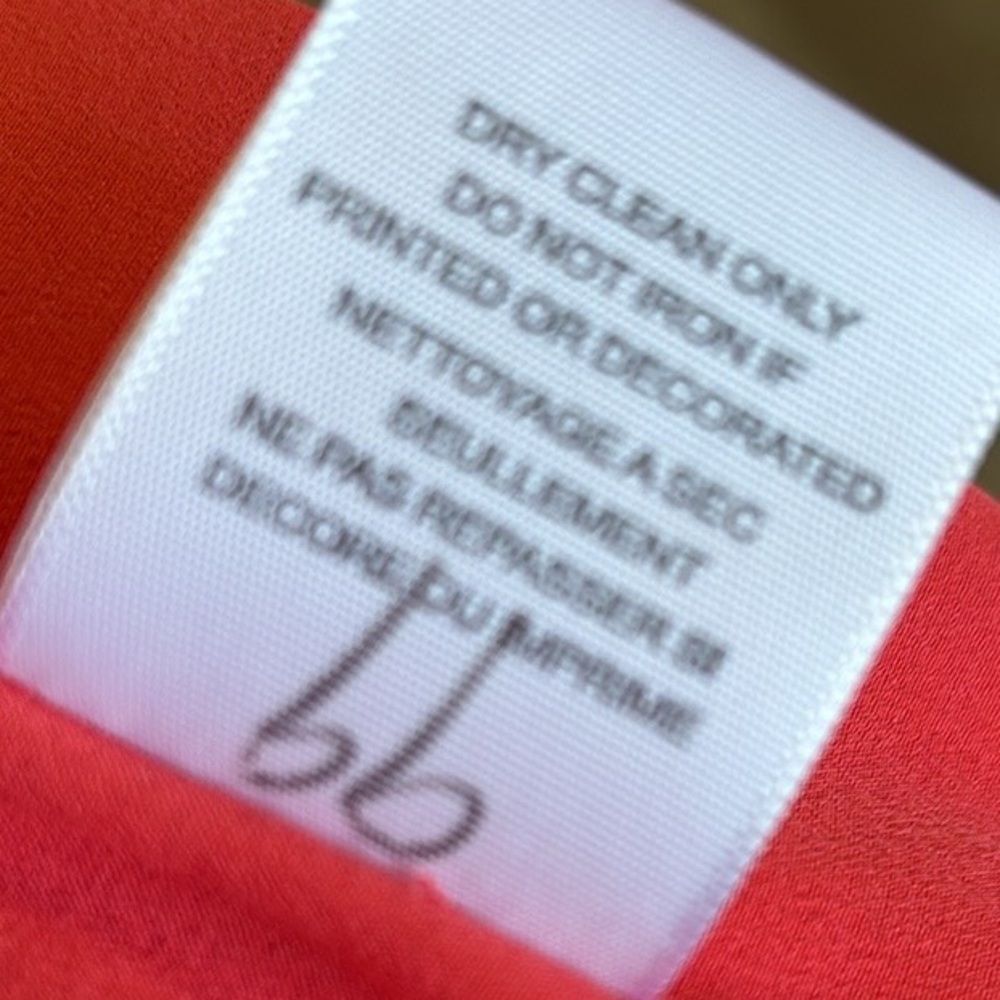 DRY CLEAN ONLY
DO NOT IRON IF
PRINTED OR DECORATED
NETTOYAGE A SEC
SEULLEMENT
NE PAS REPASSER SI
DECORE OU IMPRIME
66